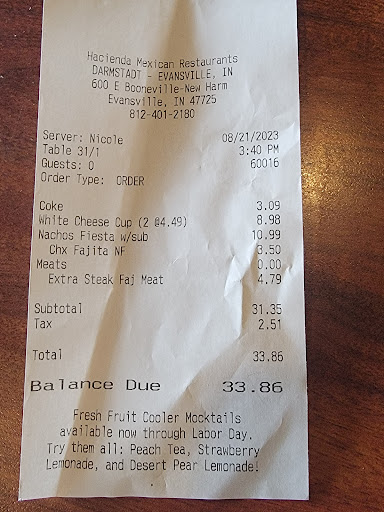 Hacienda Mexican Restaurants
DARMSTADT - EVANSVILLE, IN
600 E Booneville-New Harm
Evansville, IN 47725
812-401-2180
Server: Nicole 08/21/2023
Table 31/1 3:40 PM
Guests: 0 60016
Order Type: ORDER
Coke 3.09
White Cheese Cup (2 @4.49) 8.98
Nachos Fiesta w/sub 10.99
Chx Fajita NF 3.50
Meats 0.00
Extra Steak Faj Meat 4.79
Subtotal 31.35
Tax 2.51
Total 33.86
Balance Due 33.86
Fresh Fruit Cooler Mocktails
available now through Labor Day.
Try them all: Peach Tea, Strawberry
Lemonade, and Desert Pear Lemonade!